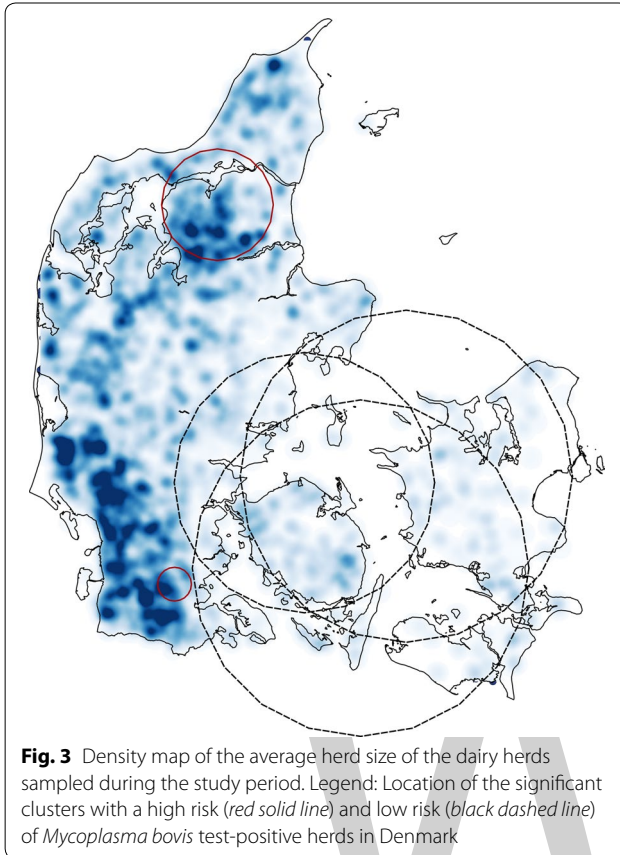 Fig. 3 Density map of the average herd size of the dairy herds
sampled during the study period. Legend: Location of the significant
clusters with a high risk (red solid line) and low risk (black dashed line)
of Mycoplasma bovis test-positive herds in Denmark